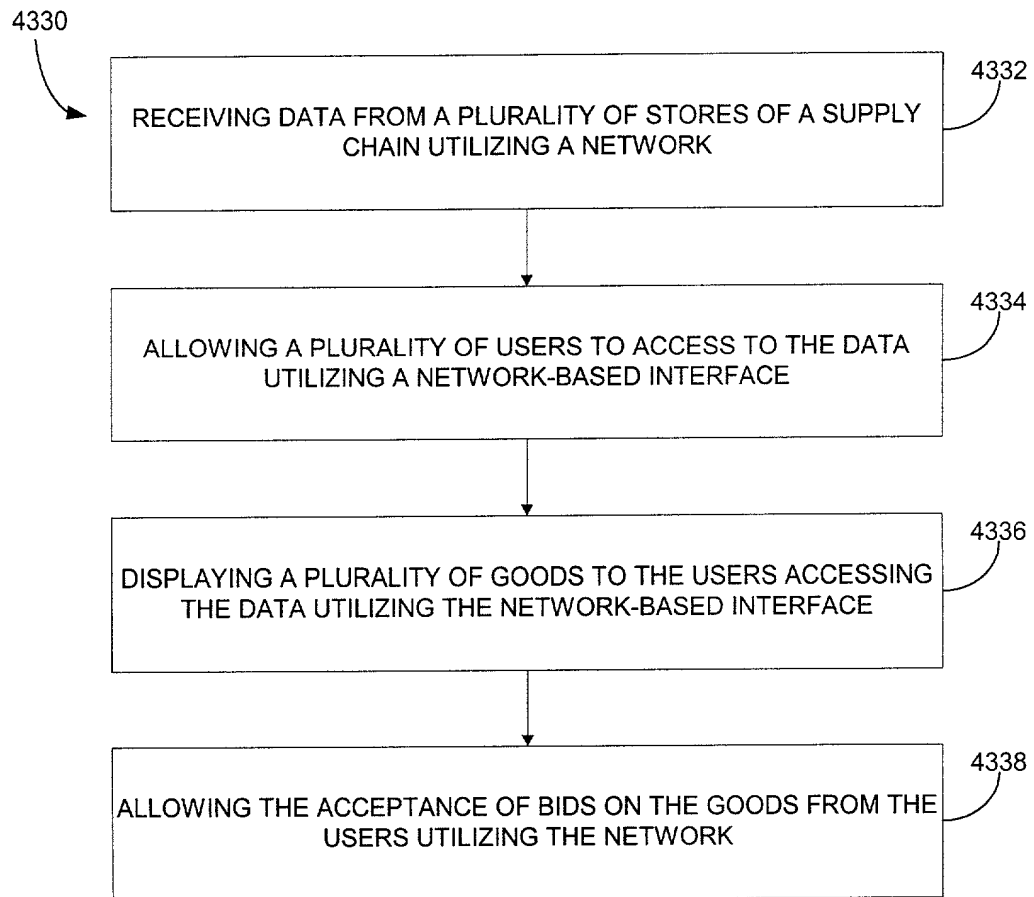 4330
4332
RECEIVING DATA FROM A PLURALITY OF STORES OF A SUPPLY
CHAIN UTILIZING A NETWORK
4334
ALLOWING A PLURALITY OF USERS TO ACCESS TO THE DATA
UTILIZING A NETWORK-BASED INTERFACE
4336
DISPLAYING A PLURALITY OF GOODS TO THE USERS ACCESSING
THE DATA UTILIZING THE NETWORK-BASED INTERFACE
4338
ALLOWING THE ACCEPTANCE OF BIDS ON THE GOODS FROM THE
USERS UTILIZING THE NETWORK